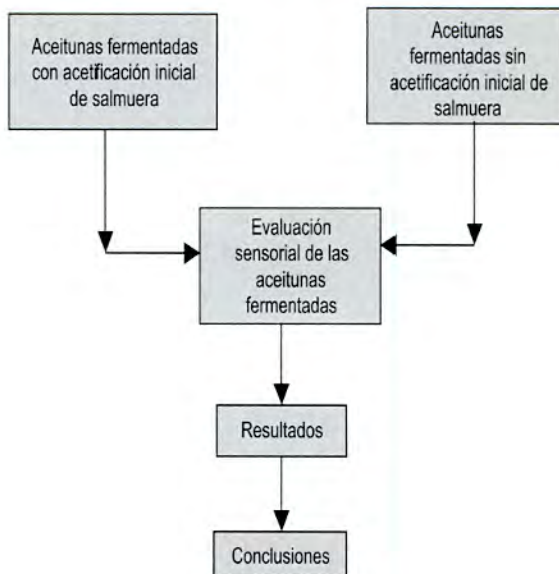 Aceitunas fermentadas
con acetificación inicial
de salmuera
Aceitunas
fermentadas sin
acetificación inicial de
salmuera
Evaluación
sensorial de las
aceitunas
fermentadas
Resultados
Conclusiones